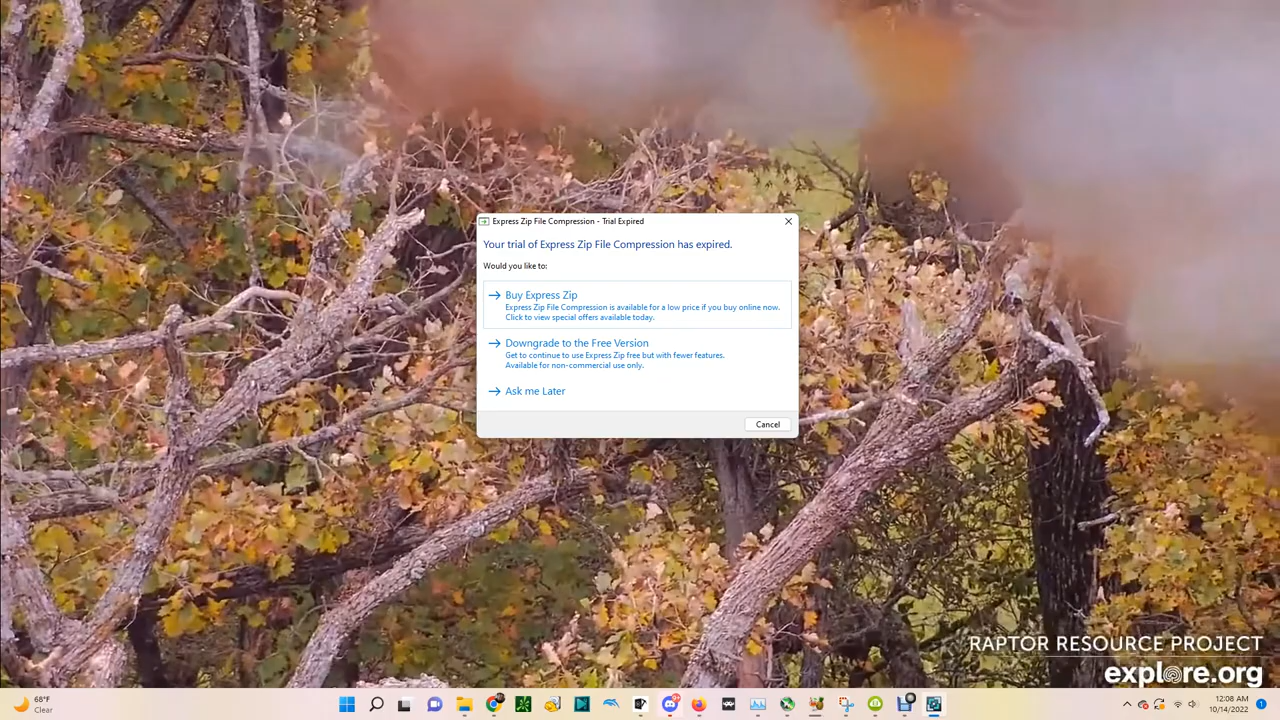 Express Zip File Compression - Trial Expired
Your trial of Express Zip File Compression has expired.
Would you like to:
Buy Express Zip
Express Zip File Compression is available for a low price if you buy online now.
Click to view special offers available today.
Downgrade to the Free Version
Get to continue to use Express Zip free but with fewer features.
Available for non-commercial use only.
Ask me Later
Cancel
RAPTOR RESOURCE PROJECT
explore.org
68°F
Clear
9+
12:08 AM
10/14/2022
1